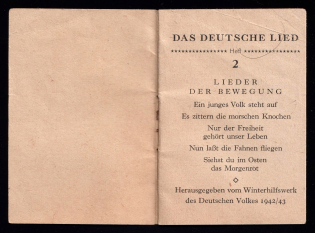 DAS DEUTSCHE LIED
**************** Heft ****************
2
LIEDER
DER BEWEGUNG
Ein junges Volk steht auf
Es zittern die morschen Knochen
Nur der Freiheit
gehört unser Leben
Nun laßt die Fahnen fliegen
Siehst du im Osten
das Morgenrot
Herausgegeben vom Winterhilfswerk
des Deutschen Volkes 1942/43